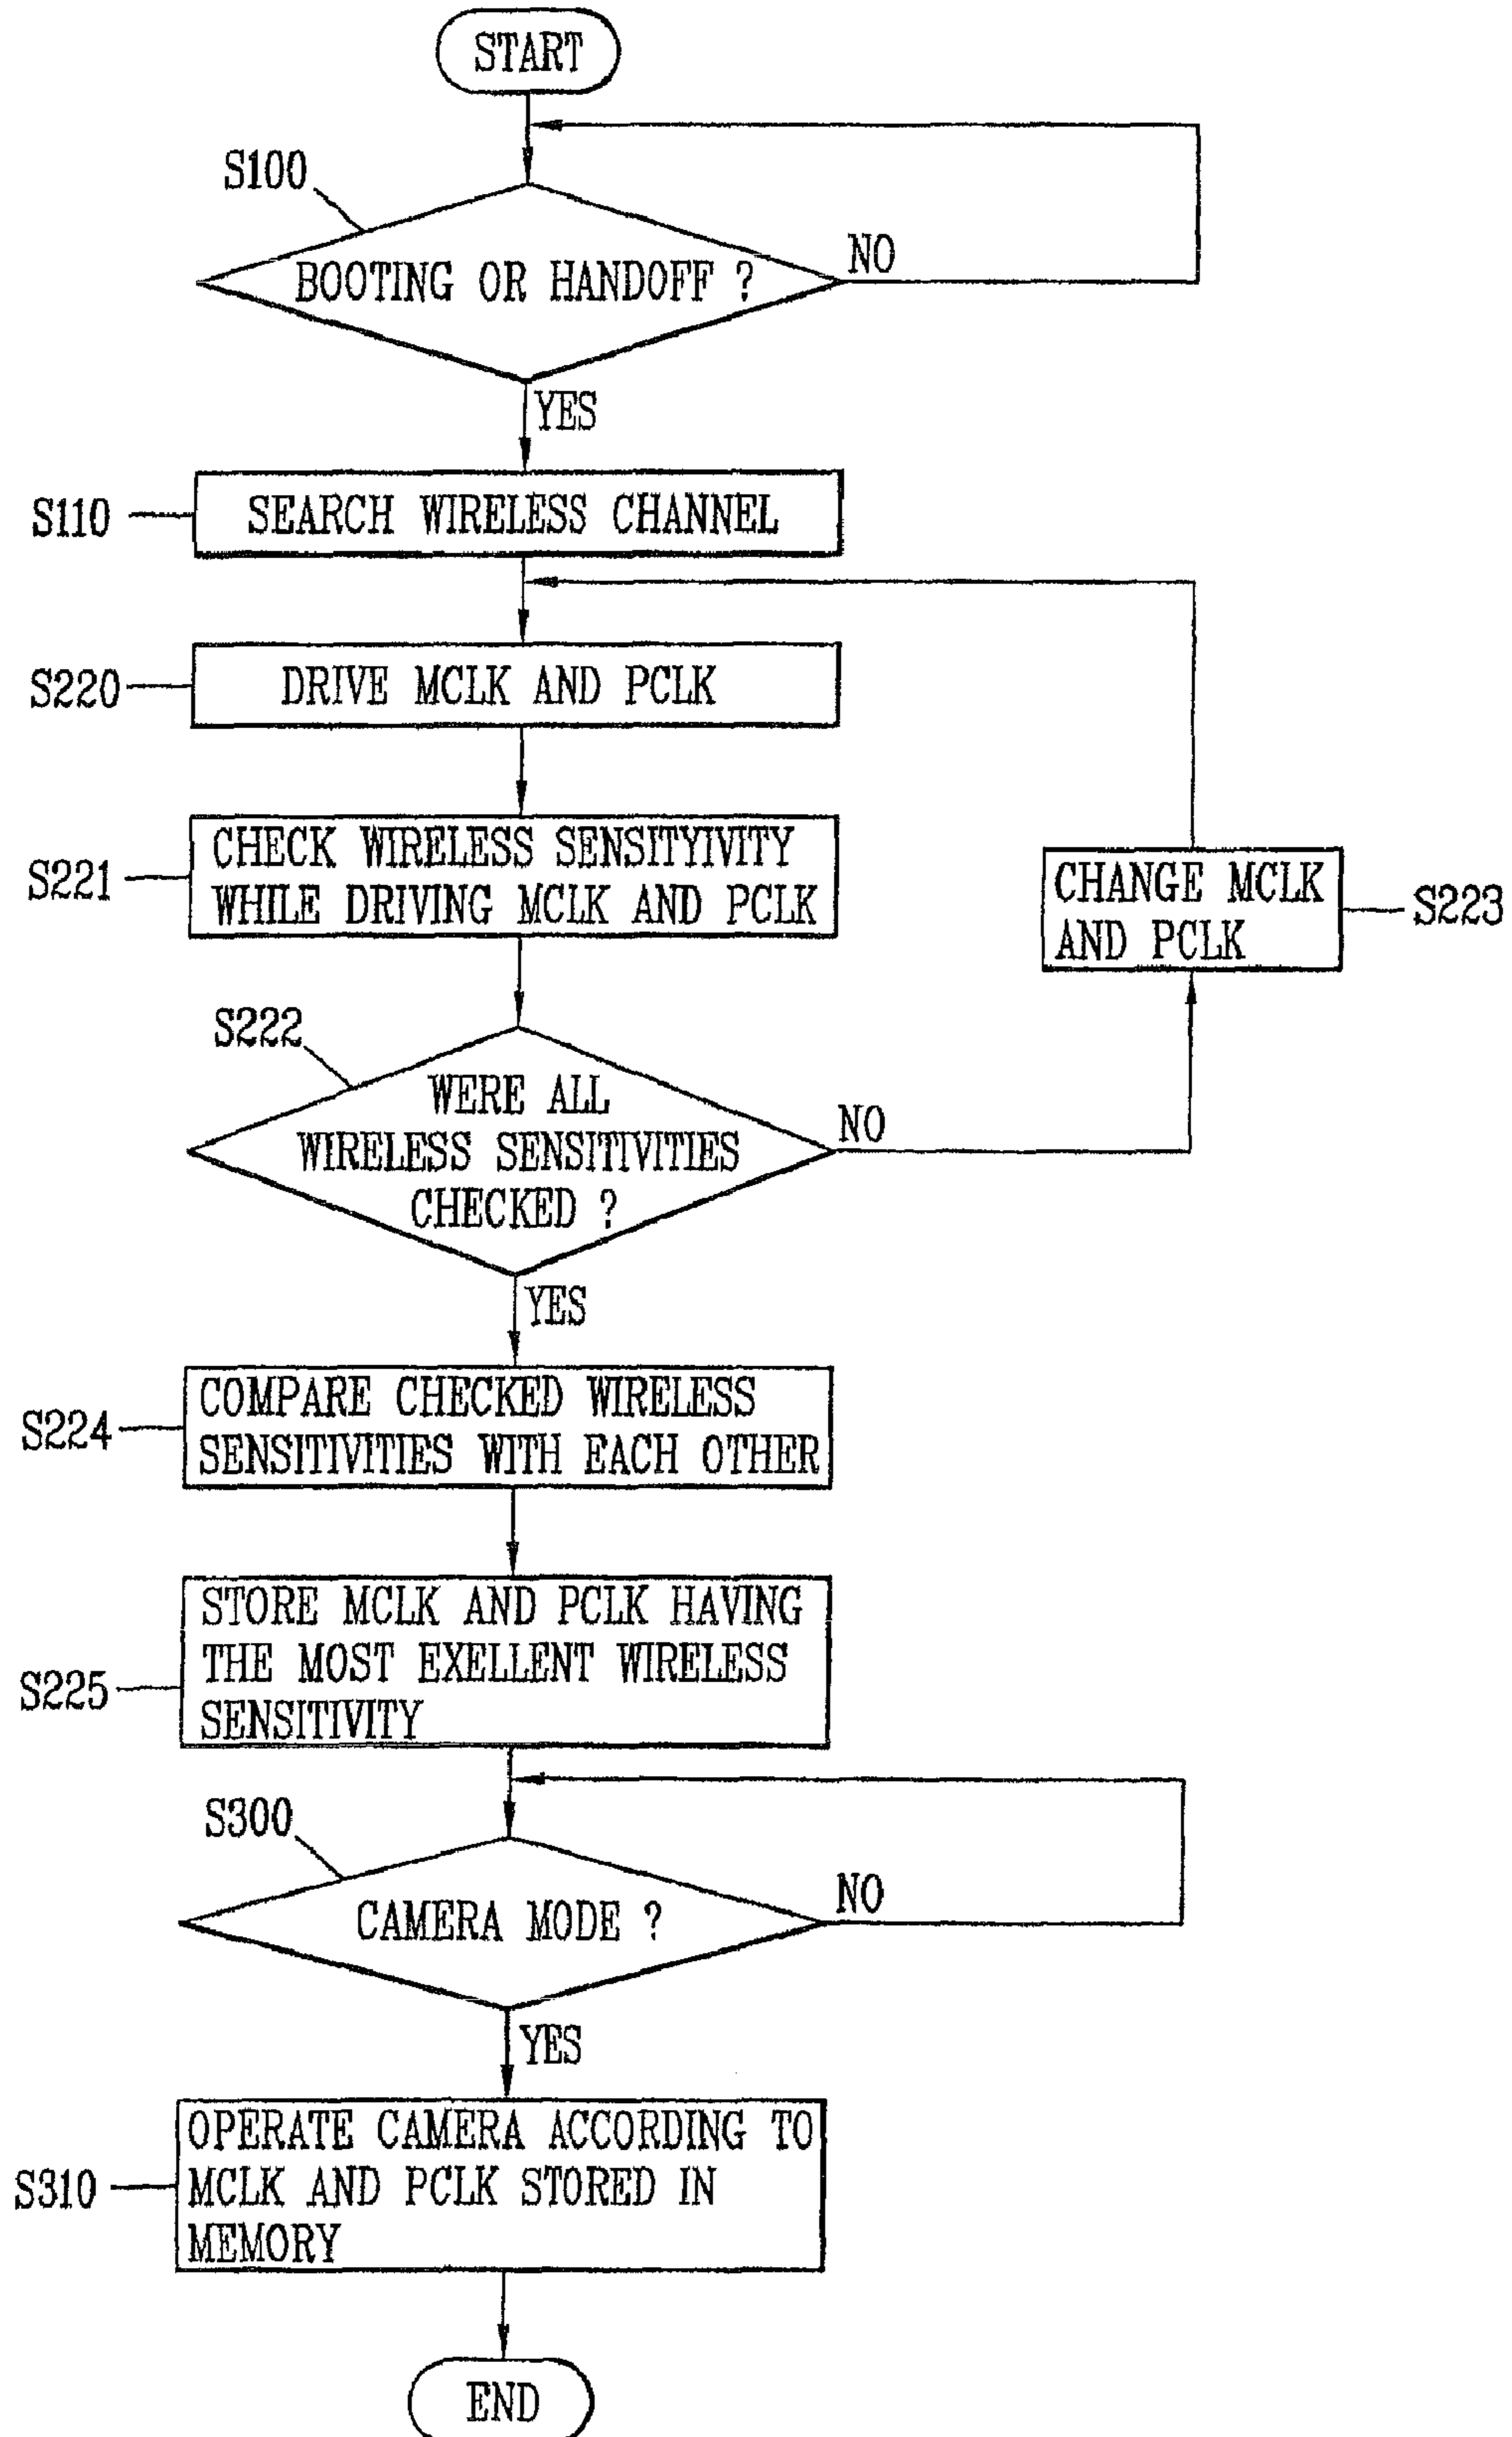 START
S100
BOOTING OR HANDOFF ?
NO
YES
S110
SEARCH WIRELESS CHANNEL
S220
DRIVE MCLK AND PCLK
S221
CHECK WIRELESS SENSITYIVITY
WHILE DRIVING MCLK AND PCLK
CHANGE MCLK
AND PCLK
S223
S222
WERE ALL
WIRELESS SENSITIVITIES
CHECKED ?
NO
YES
S224
COMPARE CHECKED WIRELESS
SENSITIVITIES WITH EACH OTHER
S225
STORE MCLK AND PCLK HAVING
THE MOST EXELLENT WIRELESS
SENSITIVITY
S300
CAMERA MODE ?
NO
YES
S310
OPERATE CAMERA ACCORDING TO
MCLK AND PCLK STORED IN
MEMORY
END